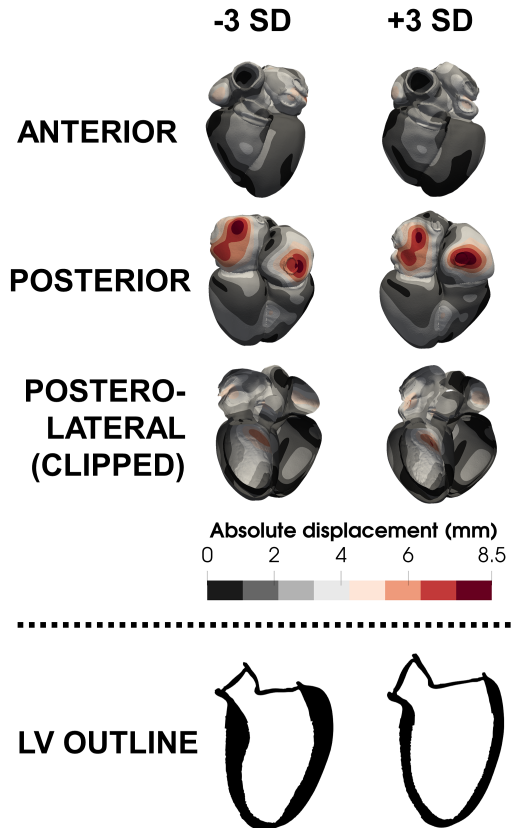 -3 SD +3 SD
ANTERIOR
POSTERIOR
POSTERO-
LATERAL
(CLIPPED)
Absolute displacement (mm)
0 2 4 6 8.5
LV OUTLINE